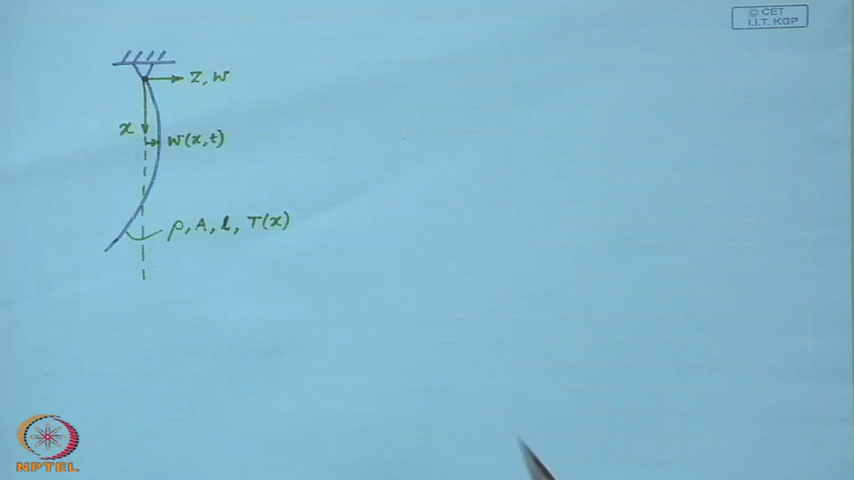 © CET
I.I.T. KGP
z, w
x
w(x,t)
ρ, A, l, T(x)
NPTEL